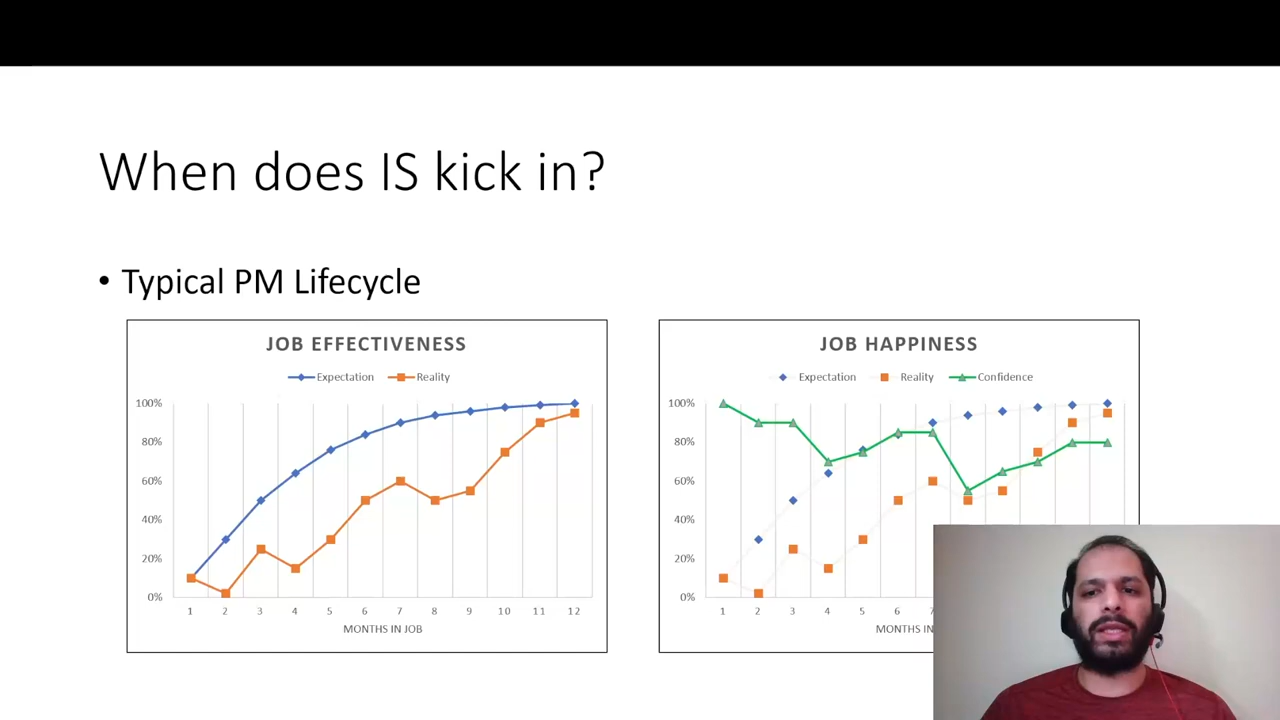 When does IS kick in?
• Typical PM Lifecycle
JOB EFFECTIVENESS
Expectation Reality
100%
80%
60%
40%
20%
0%
1 2 3 4 5 6 7 8 9 10 11 12
MONTHS IN JOB
JOB HAPPINESS
Expectation Reality Confidence
100%
80%
60%
40%
20%
0%
1 2 3 4 5 6
MONTHS IN